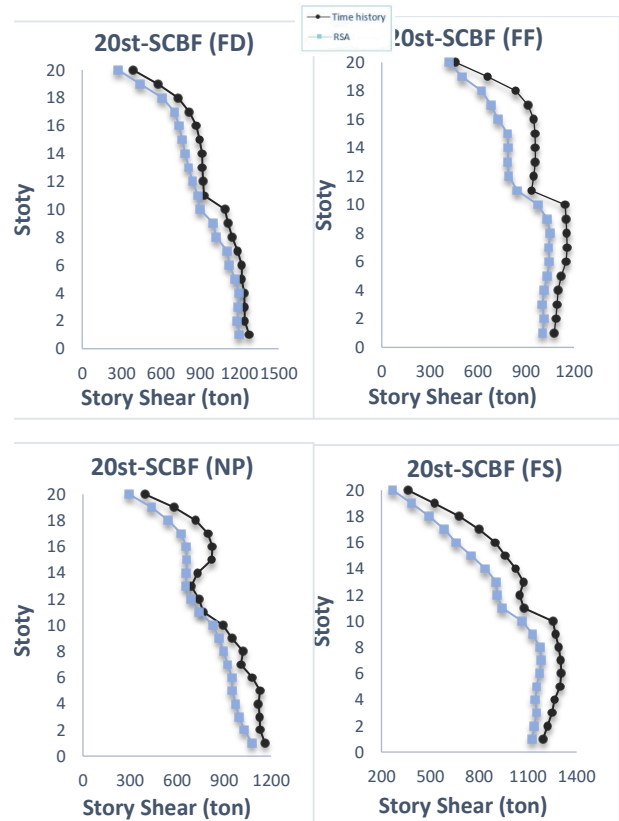 Time history
RSA
20st-SCBF (FD)
20
18
16
14
12
10
8
6
4
2
0
Stoty
0 300 600 900 1200 1500
Story Shear (ton)
20st-SCBF (FF)
20
18
16
14
12
10
8
6
4
2
0
Stoty
0 300 600 900 1200
Story Shear (ton)
20st-SCBF (NP)
20
18
16
14
12
10
8
6
4
2
0
Stoty
0 300 600 900 1200
Story Shear (ton)
20st-SCBF (FS)
20
18
16
14
12
10
8
6
4
2
0
Stoty
200 500 800 1100 1400
Story Shear (ton)